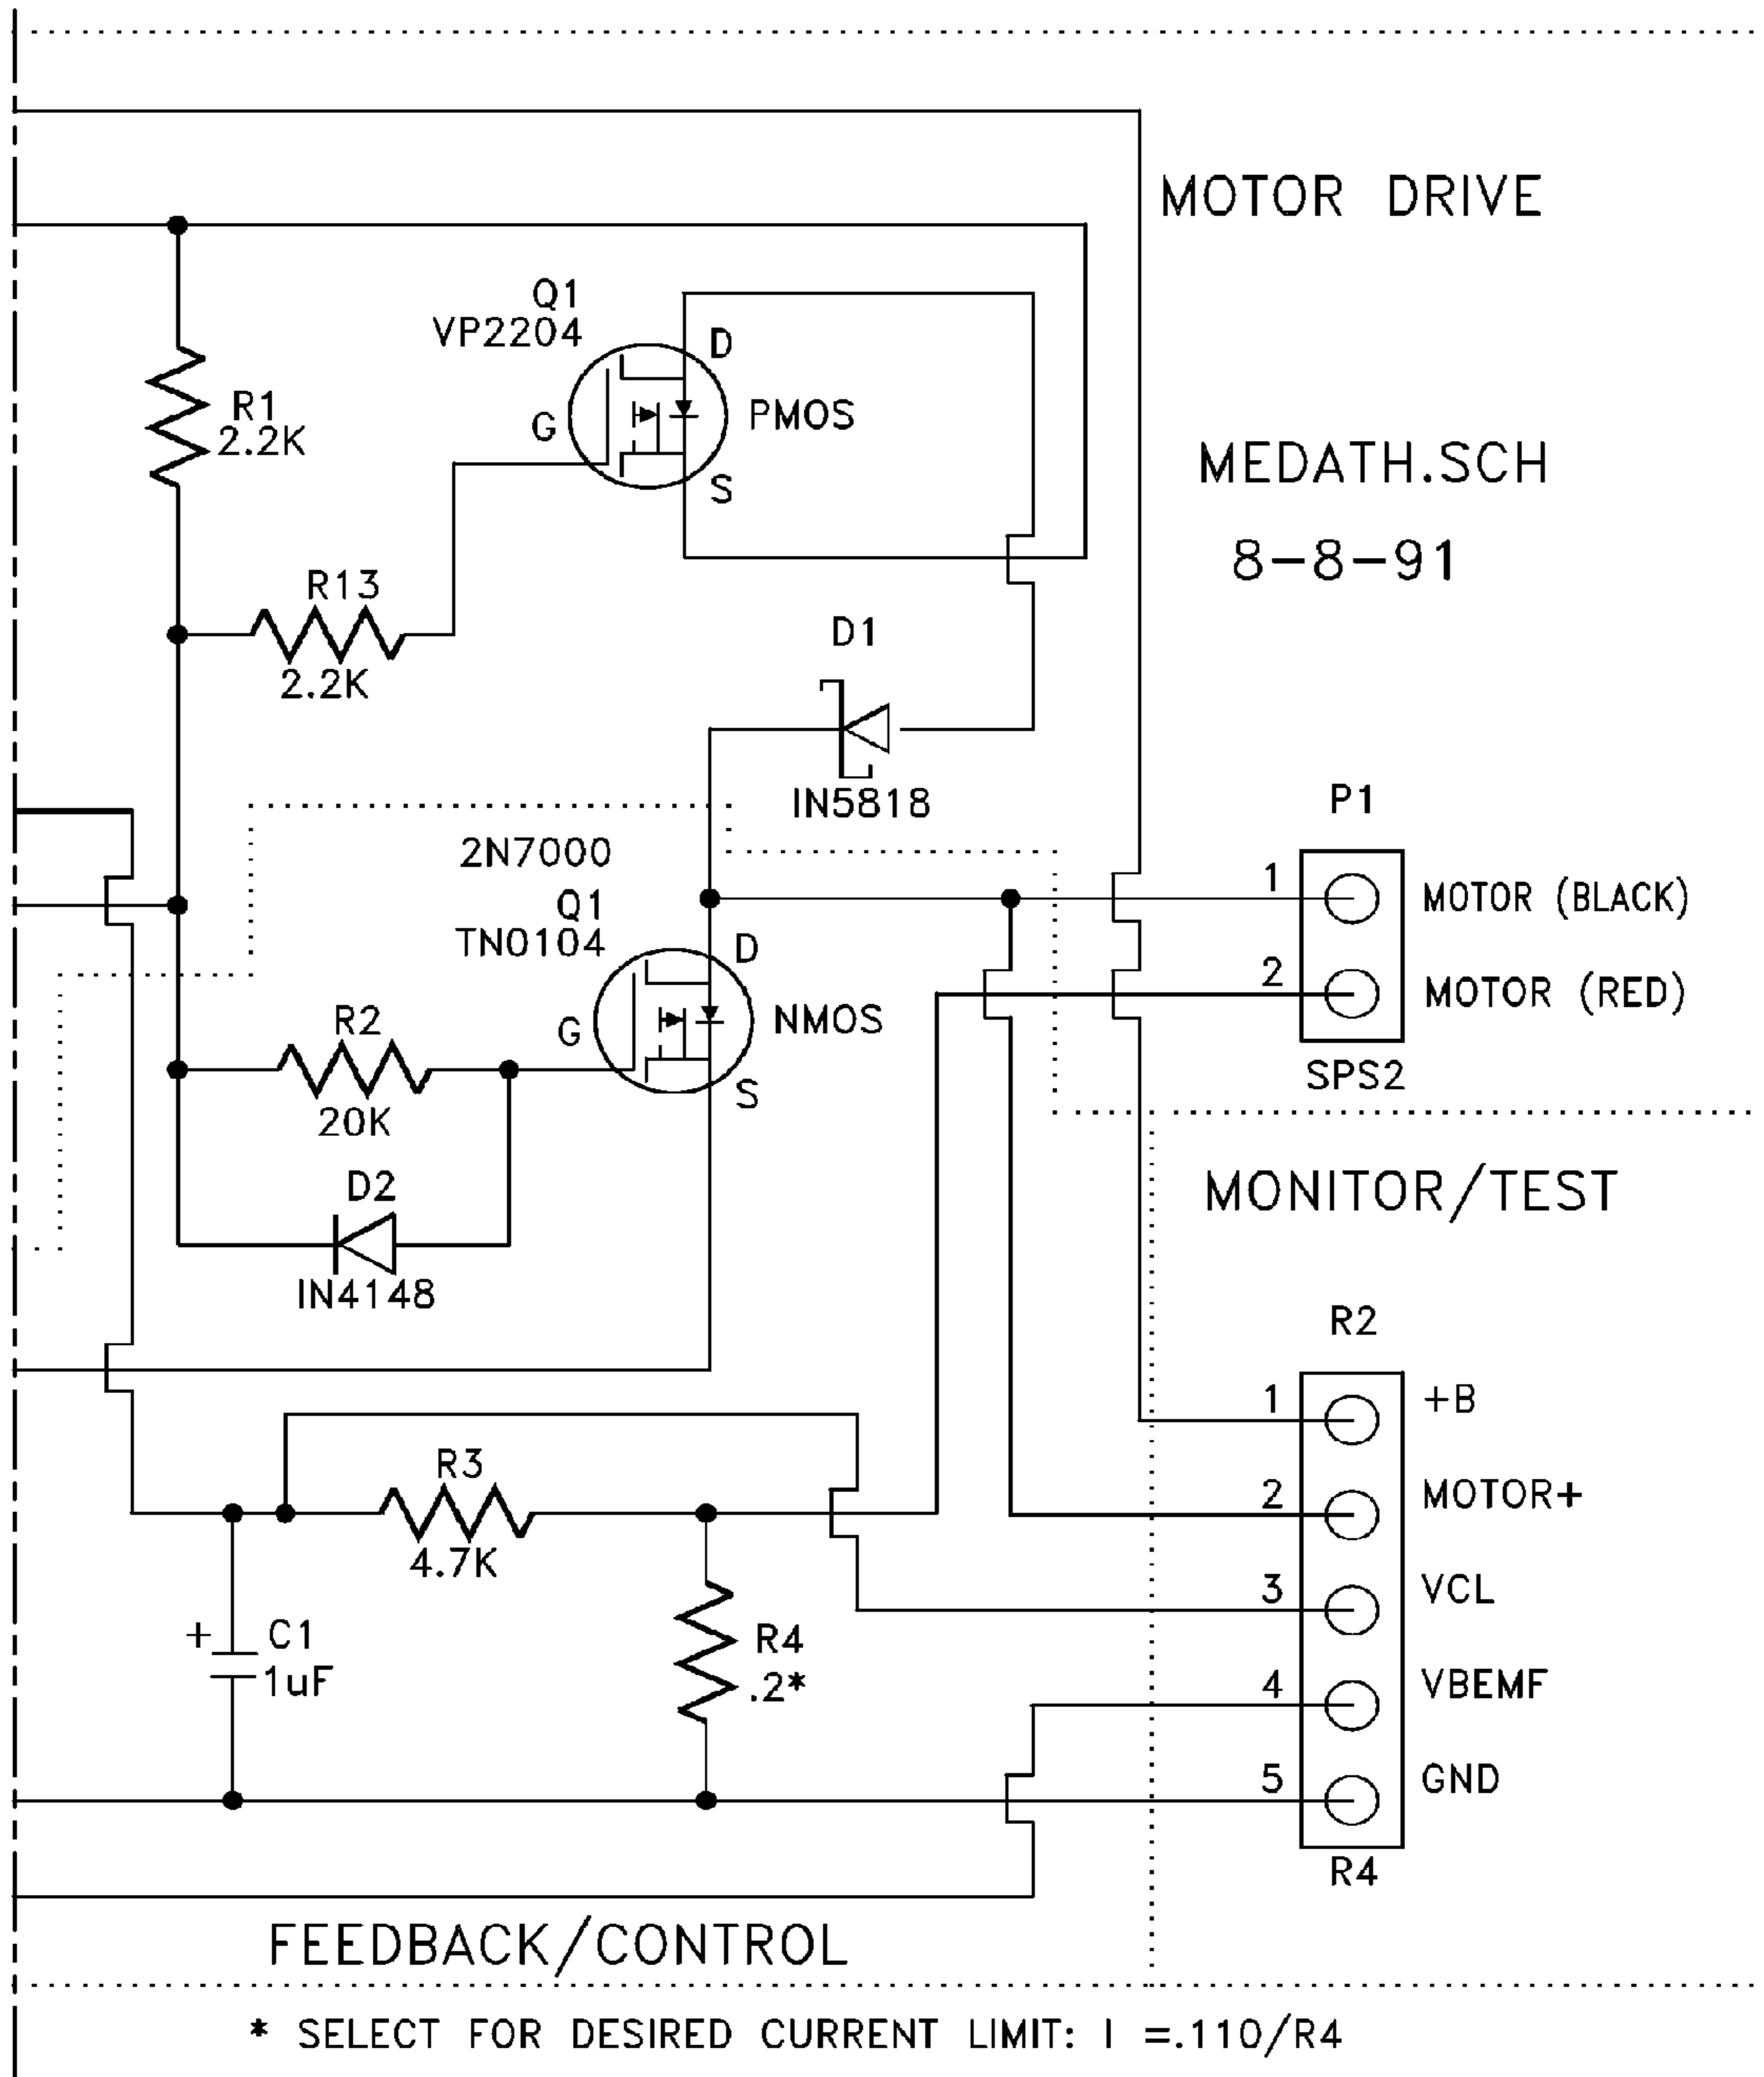 MOTOR DRIVE
Q1
VP2204
D
PMOS
G
S
R1
2.2K
MEDATH.SCH
8-8-91
R13
2.2K
D1
IN5818
P1
2N7000
Q1
TN0104
D
NMOS
G
S
1
MOTOR (BLACK)
2
MOTOR (RED)
SPS2
R2
20K
D2
IN4148
MONITOR/TEST
R2
1
+B
2
MOTOR+
3
VCL
4
VBEMF
5
GND
R4
R3
4.7K
+
C1
1uF
R4
.2*
FEEDBACK/CONTROL
* SELECT FOR DESIRED CURRENT LIMIT: I =.110/R4